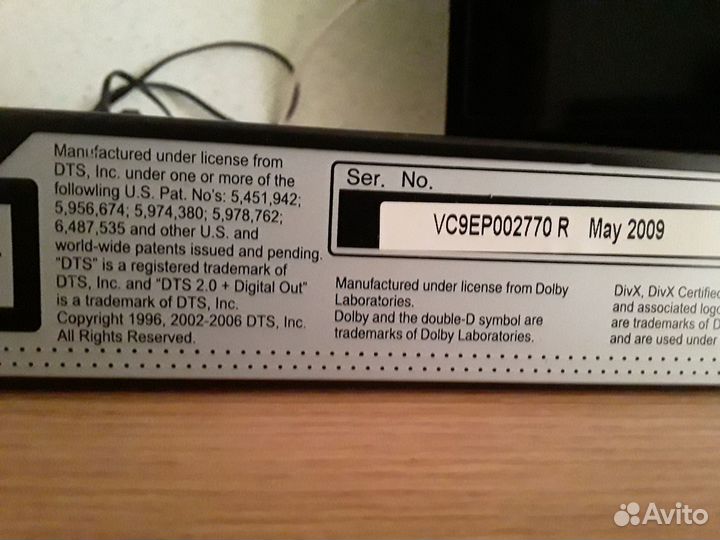 Manufactured under license from
DTS, Inc. under one or more of the
followling U.S. Pat. No's: 5,451,942;
5,956,674; 5,974,380; 5,978,762;
6,487,535 and other U.S. and
world-wide patents issued and pending.
"DTS" is a registered trademark of
DTS, Inc. and "DTS 2.0 + Digital Out"
is a trademark of DTS, Inc.
Copyright 1996, 2002-2006 DTS, Inc.
All Rights Reserved.
Ser. No.
VC9EP002770 R May 2009
Manufactured under license from Dolby
Laboratories.
Dolby and the double-D symbol are
trademarks of Dolby Laboratories.
DivX, DivX Certified
and associated logo
are trademarks of D
and are used under
Avito